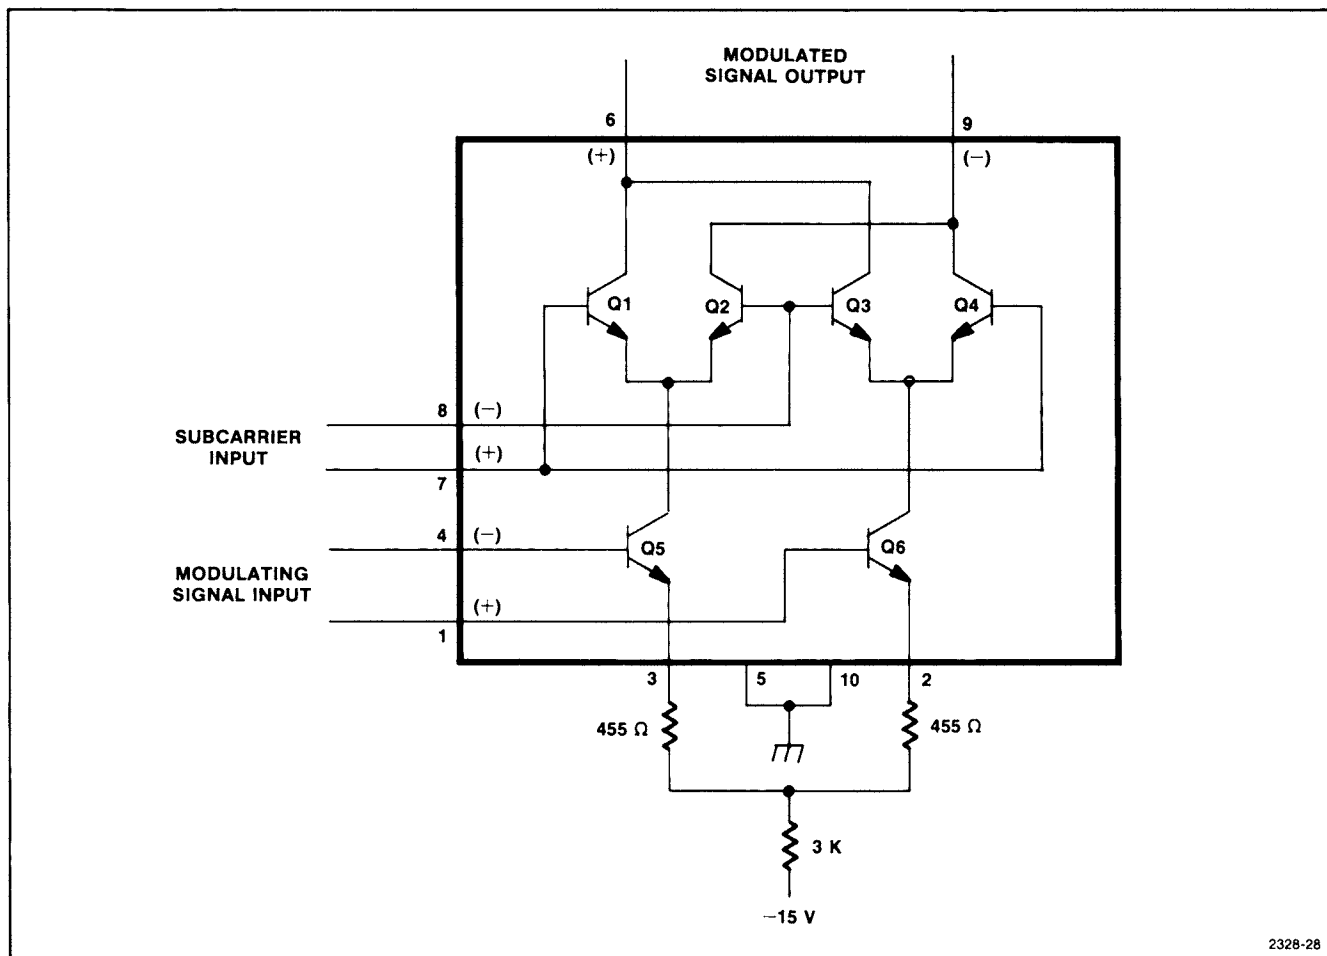 MODULATED
SIGNAL OUTPUT
6
9
(+)
(−)
Q1
Q2
Q3
Q4
8
(−)
SUBCARRIER
INPUT
(+)
7
4
(−)
Q5
Q6
MODULATING
SIGNAL INPUT
(+)
1
3
5
10
2
455 Ω
455 Ω
3 K
−15 V
2328-28